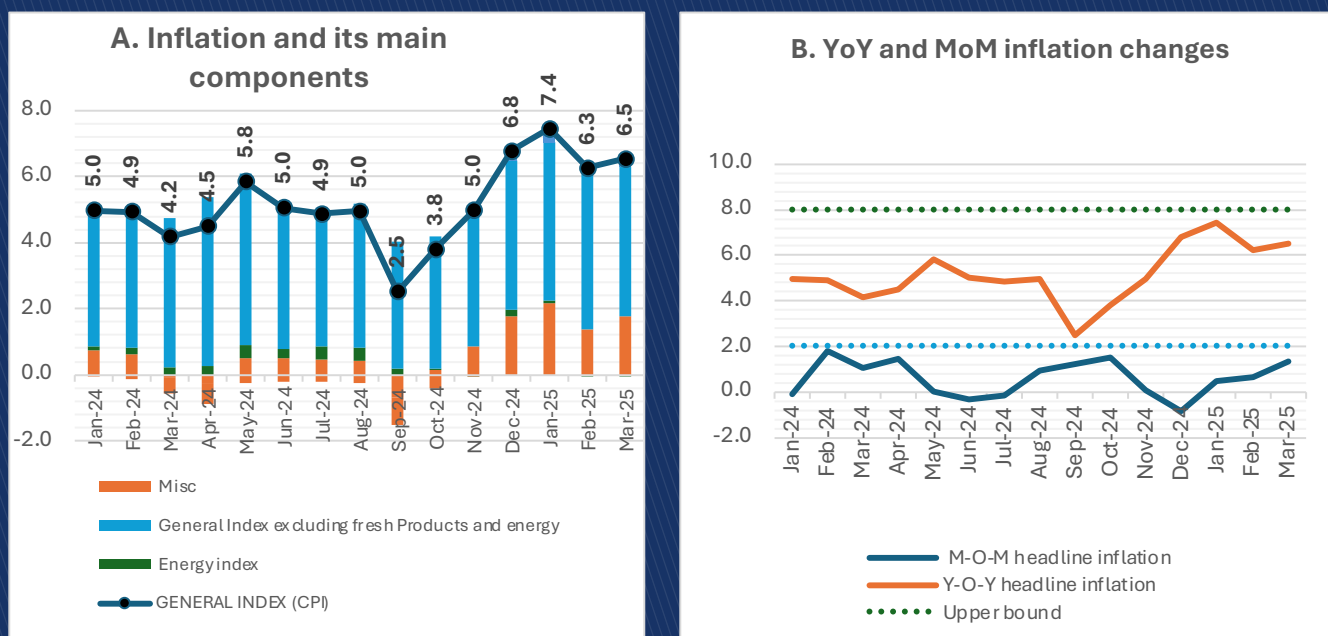 A. Inflation and its main
components
8.0
6.0
4.0
2.0
0.0
-2.0
5.0
4.9
4.2
4.5
5.8
5.0
4.9
5.0
2.5
3.8
5.0
6.8
7.4
6.3
6.5
Jan-24
Feb-24
Mar-24
Apr-24
May-24
Jun-24
Jul-24
Aug-24
Sep-24
Oct-24
Nov-24
Dec-24
Jan-25
Feb-25
Mar-25
Misc
General Index excluding fresh Products and energy
Energy index
GENERAL INDEX (CPI)
B. YoY and MoM inflation changes
10.0
8.0
6.0
4.0
2.0
0.0
-2.0
Jan-24
Feb-24
Mar-24
Apr-24
May-24
Jun-24
Jul-24
Aug-24
Sep-24
Oct-24
Nov-24
Dec-24
Jan-25
Feb-25
Mar-25
M-O-M headline inflation
Y-O-Y headline inflation
Upper bound